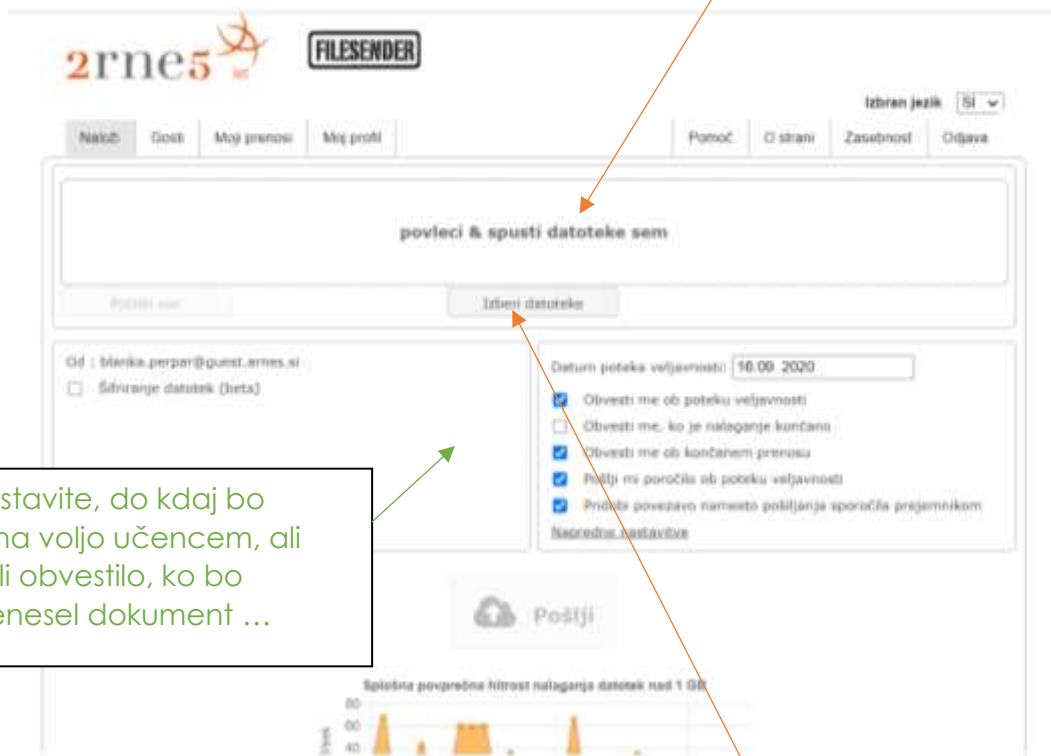 2rnes
let
FILESENDER
Izbran jezik SI
Naloži Gosti Moji prenosi Moj profil Pomoč O strani Zasebnost Odjava
povleci & spusti datoteke sem
Počisti vse Izberi datoteke
Od : blanka.perpar@guest.arnes.si
Šifriranje datotek (beta)
Datum poteka veljavnosti: 16.09.2020
Obvesti me ob poteku veljavnosti
Obvesti me, ko je nalaganje končano
Obvesti me ob končanem prenosu
Pošlji mi poročilo ob poteku veljavnosti
Pridobi povezavo namesto pošiljanja sporočila prejemnikom
Napredne nastavitve
stavite, do kdaj bo
na voljo učencem, ali
li obvestilo, ko bo
enesel dokument …
Pošlji
Splošna povprečna hitrost nalaganja datotek nad 1 GB
80
60
40